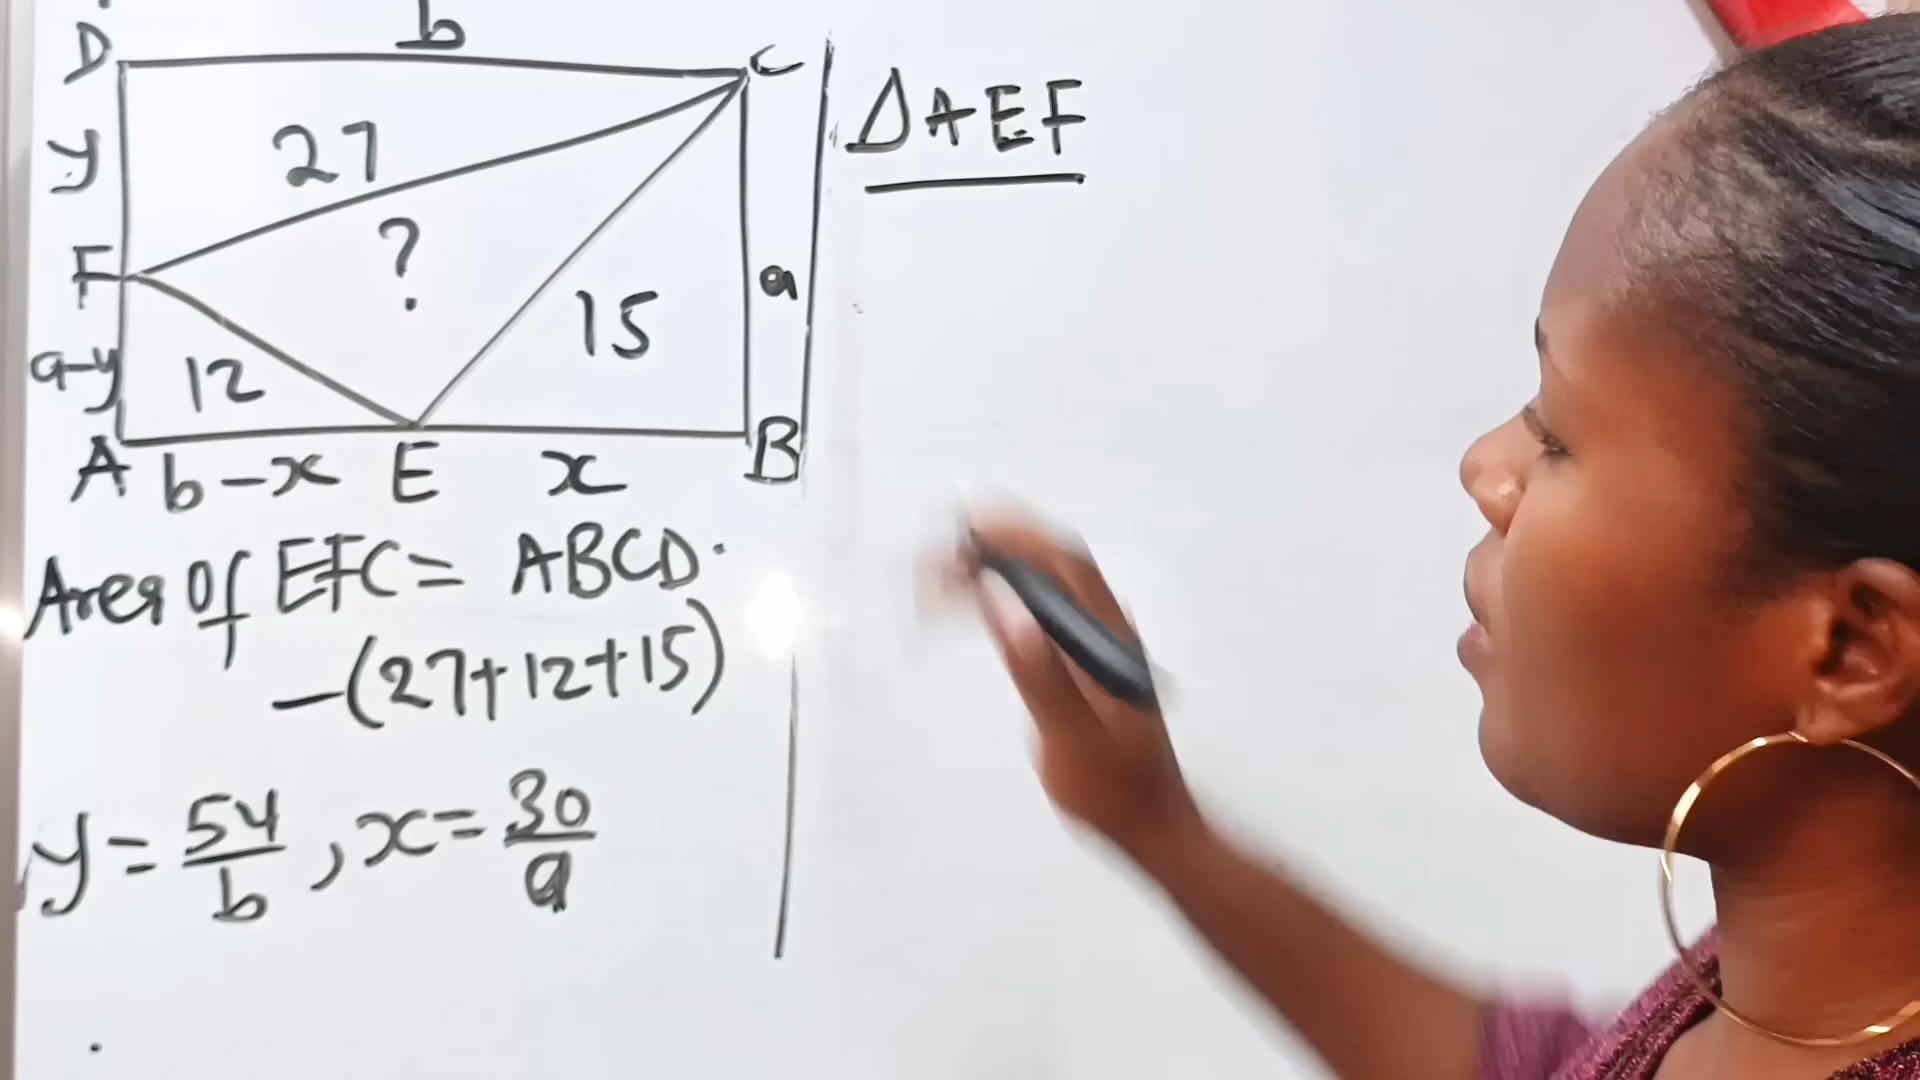 b
D
C
y
27
ΔAEF
F
?
a
15
a-y
12
A b-x E x B
Area of EFC = ABCD
-(27+12+15)
y = 54/b, x = 30/a